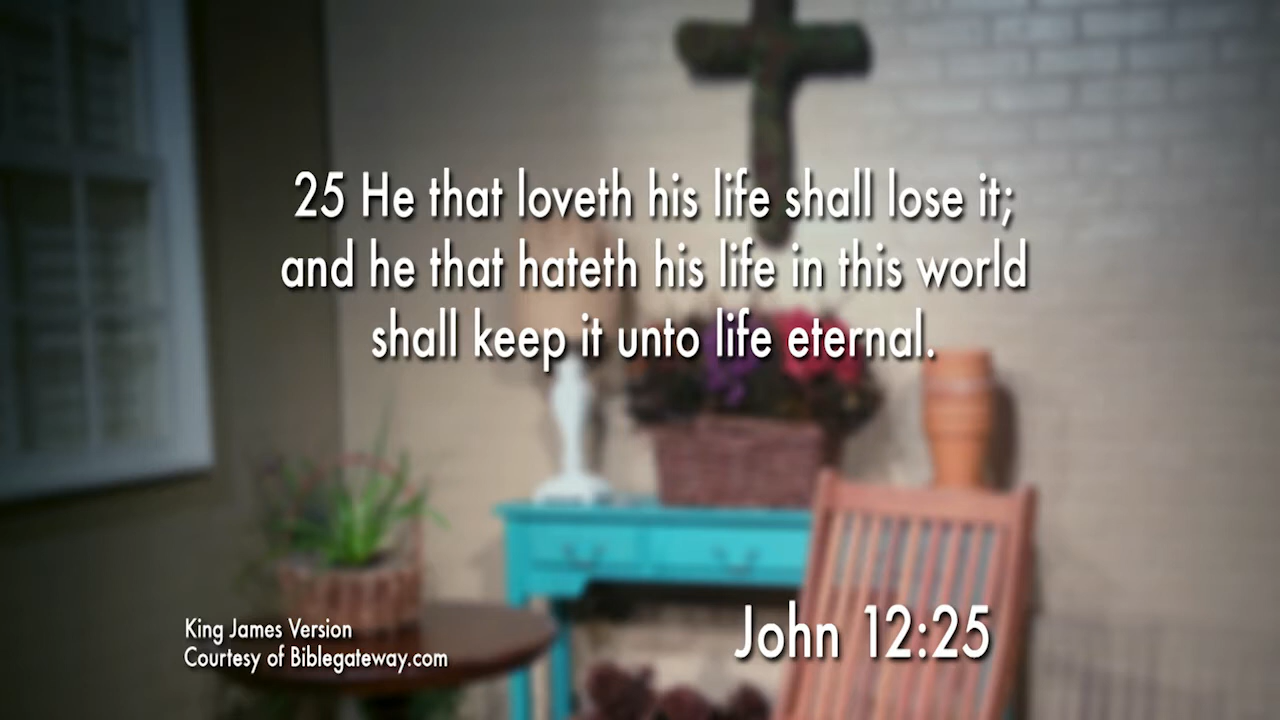 25 He that loveth his life shall lose it;
and he that hateth his life in this world
shall keep it unto life eternal.
King James Version
Courtesy of Biblegateway.com
John 12:25